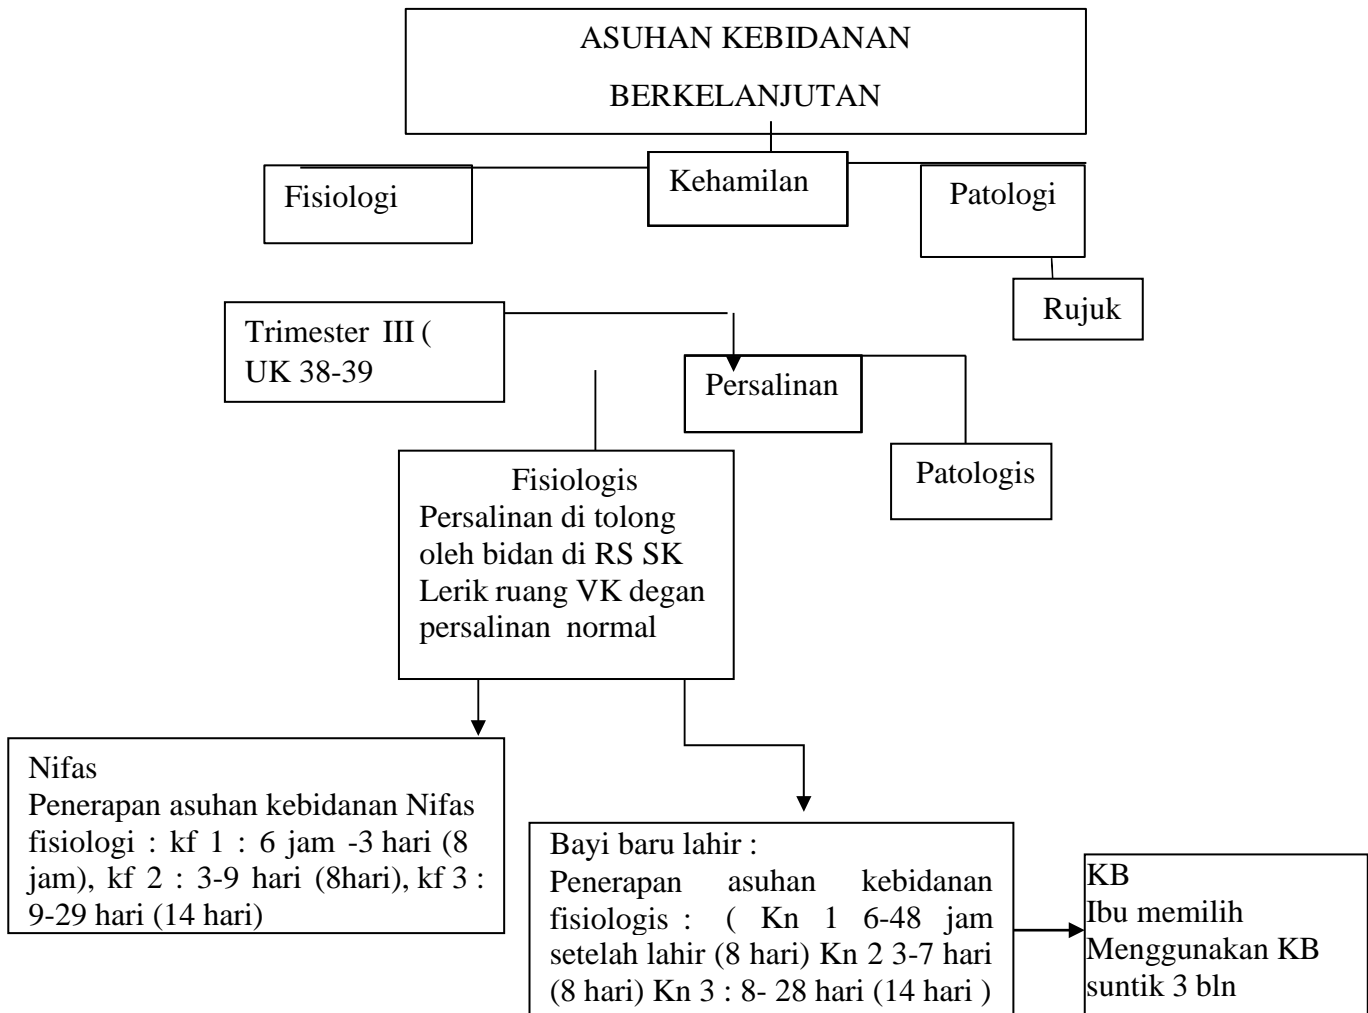 ASUHAN KEBIDANAN
BERKELANJUTAN
Fisiologi
Kehamilan
Patologi
Rujuk
Trimester III (
UK 38-39
Persalinan
Patologis
Fisiologis
Persalinan di tolong
oleh bidan di RS SK
Lerik ruang VK degan
persalinan normal
Nifas
Penerapan asuhan kebidanan Nifas
fisiologi : kf 1 : 6 jam -3 hari (8
jam), kf 2 : 3-9 hari (8hari), kf 3 :
9-29 hari (14 hari)
Bayi baru lahir :
Penerapan asuhan kebidanan
fisiologis : ( Kn 1 6-48 jam
setelah lahir (8 hari) Kn 2 3-7 hari
(8 hari) Kn 3 : 8- 28 hari (14 hari )
KB
Ibu memilih
Menggunakan KB
suntik 3 bln